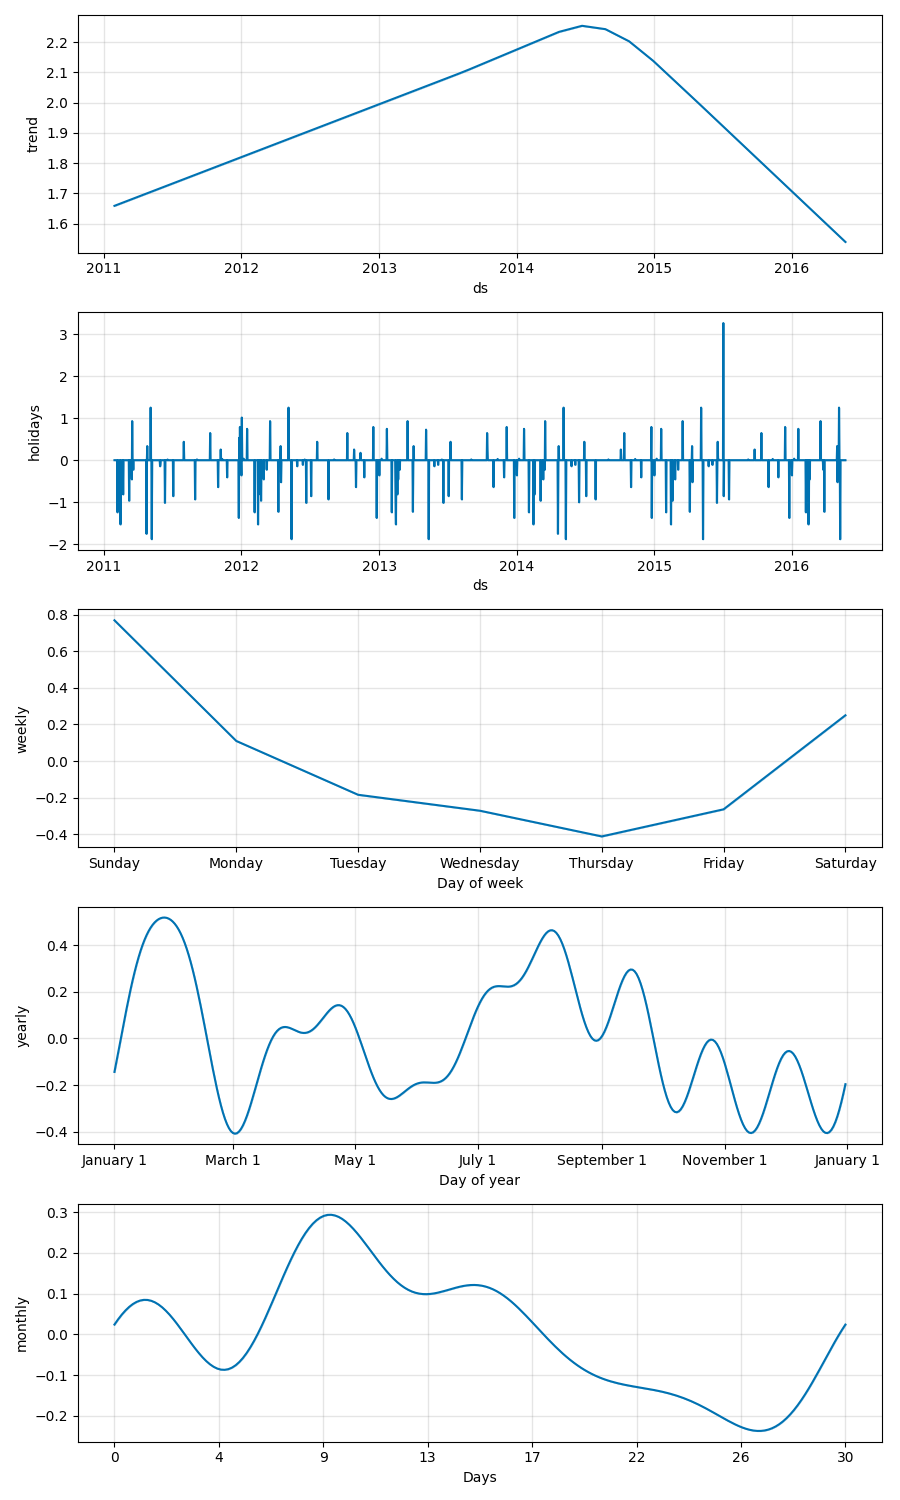 trend
2.2
2.1
2.0
1.9
1.8
1.7
1.6
2011 2012 2013 2014 2015 2016
ds
holidays
3
2
1
0
−1
−2
2011 2012 2013 2014 2015 2016
ds
weekly
0.8
0.6
0.4
0.2
0.0
−0.2
−0.4
Sunday Monday Tuesday Wednesday Thursday Friday Saturday
Day of week
yearly
0.4
0.2
0.0
−0.2
−0.4
January 1 March 1 May 1 July 1 September 1 November 1 January 1
Day of year
monthly
0.3
0.2
0.1
0.0
−0.1
−0.2
0 4 9 13 17 22 26 30
Days